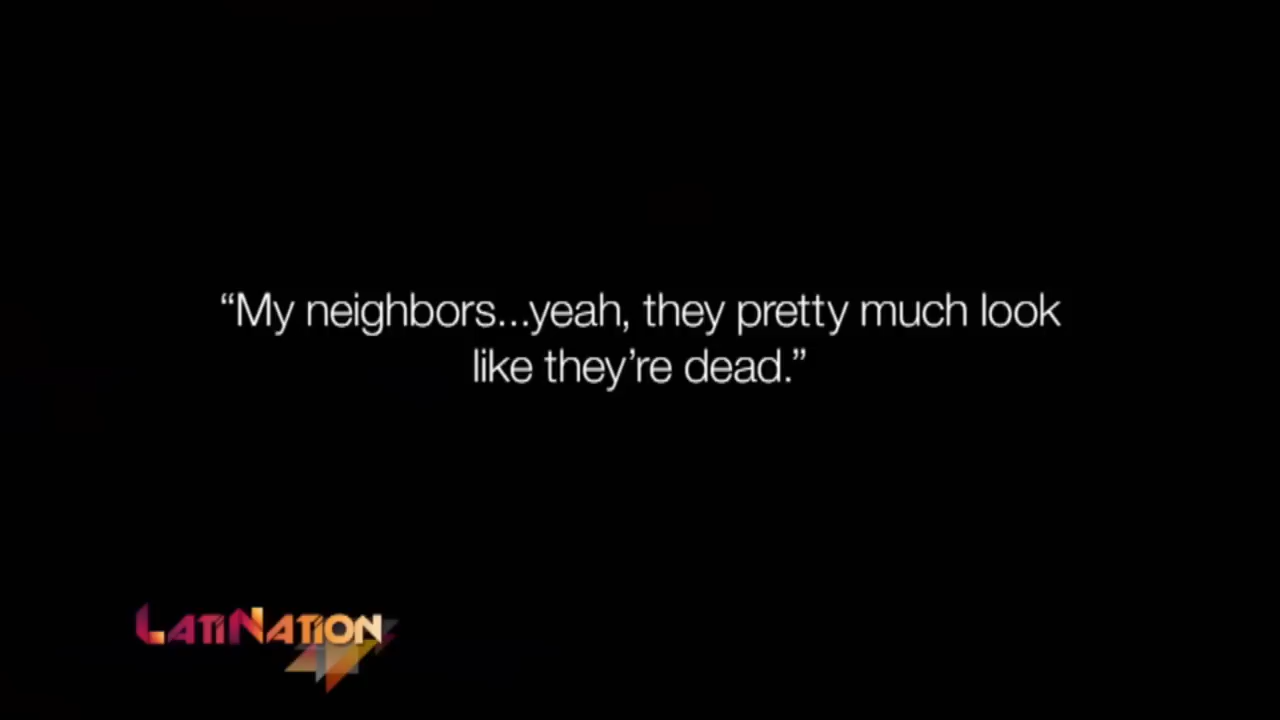 “My neighbors...yeah, they pretty much look
like they’re dead.”
LATINATION